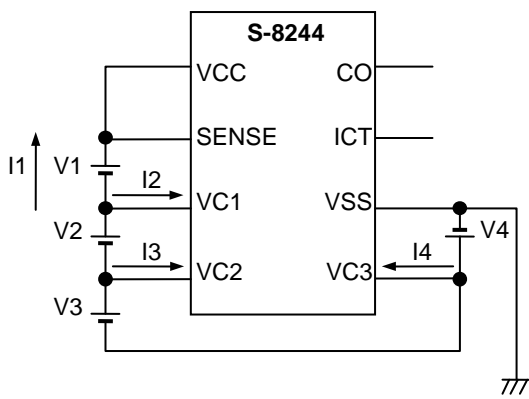 S-8244
VCC CO
SENSE ICT
I1 V1
I2 VC1 VSS
V2 V4
I3 VC2 VC3 I4
V3